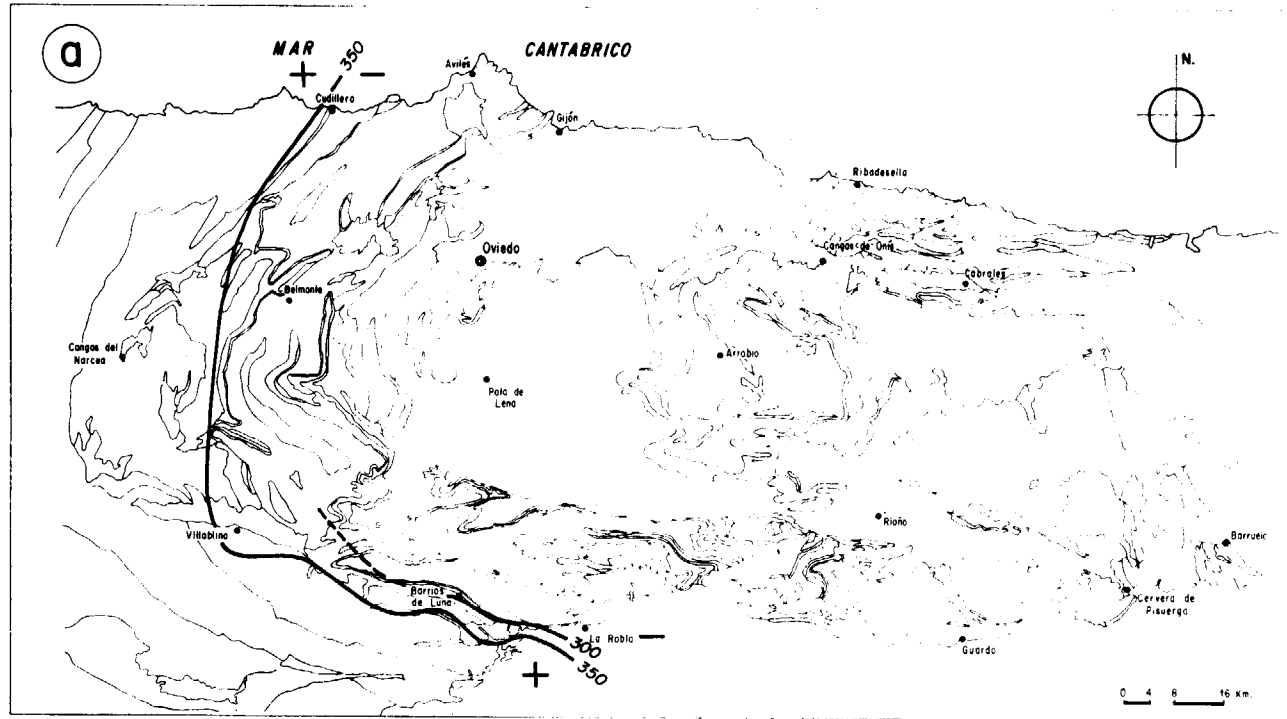 a
MAR CANTABRICO
350
+ −
Avilés
Cudillero
Gijón
N.
Ribadesella
Oviedo
Cangas de Onís
Cabrales
Belmonte
Cangas del
Narcea
Arrobio
Pola de
Lena
Riaño
Villablino
Barrueic
Barrios
de Luna
Cervera de
Pisuerga
La Robla −
300
Guardo
350
+
0 4 8 16 Km.